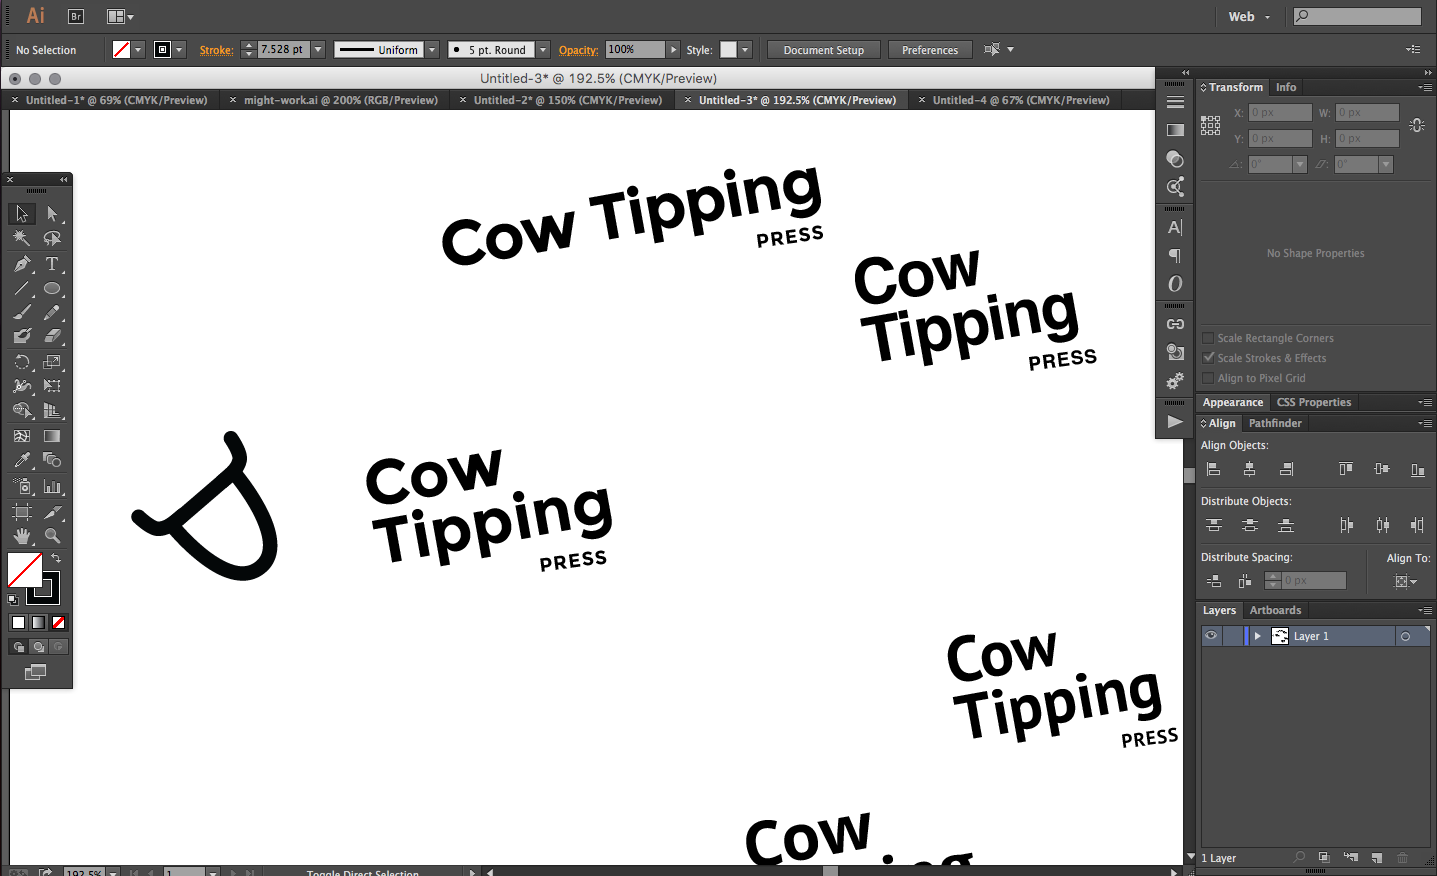 Ai
Br
Web
No Selection
Stroke:
7.528 pt
Uniform
5 pt. Round
Opacity:
100%
Style:
Document Setup
Preferences
Untitled-3* @ 192.5% (CMYK/Preview)
Untitled-1* @ 69% (CMYK/Preview)
might-work.ai @ 200% (RGB/Preview)
Untitled-2* @ 150% (CMYK/Preview)
Untitled-3* @ 192.5% (CMYK/Preview)
Untitled-4 @ 67% (CMYK/Preview)
Cow Tipping
PRESS
Cow
Tipping
PRESS
Cow
Tipping
PRESS
Cow
Tipping
PRESS
Cow
Transform
Info
X:
0 px
W:
0 px
Y:
0 px
H:
0 px
0°
0°
No Shape Properties
Scale Rectangle Corners
Scale Strokes & Effects
Align to Pixel Grid
Appearance
CSS Properties
Align
Pathfinder
Align Objects:
Distribute Objects:
Distribute Spacing:
Align To:
0 px
Layers
Artboards
Layer 1
1 Layer
192.5%
1
Toggle Direct Selection